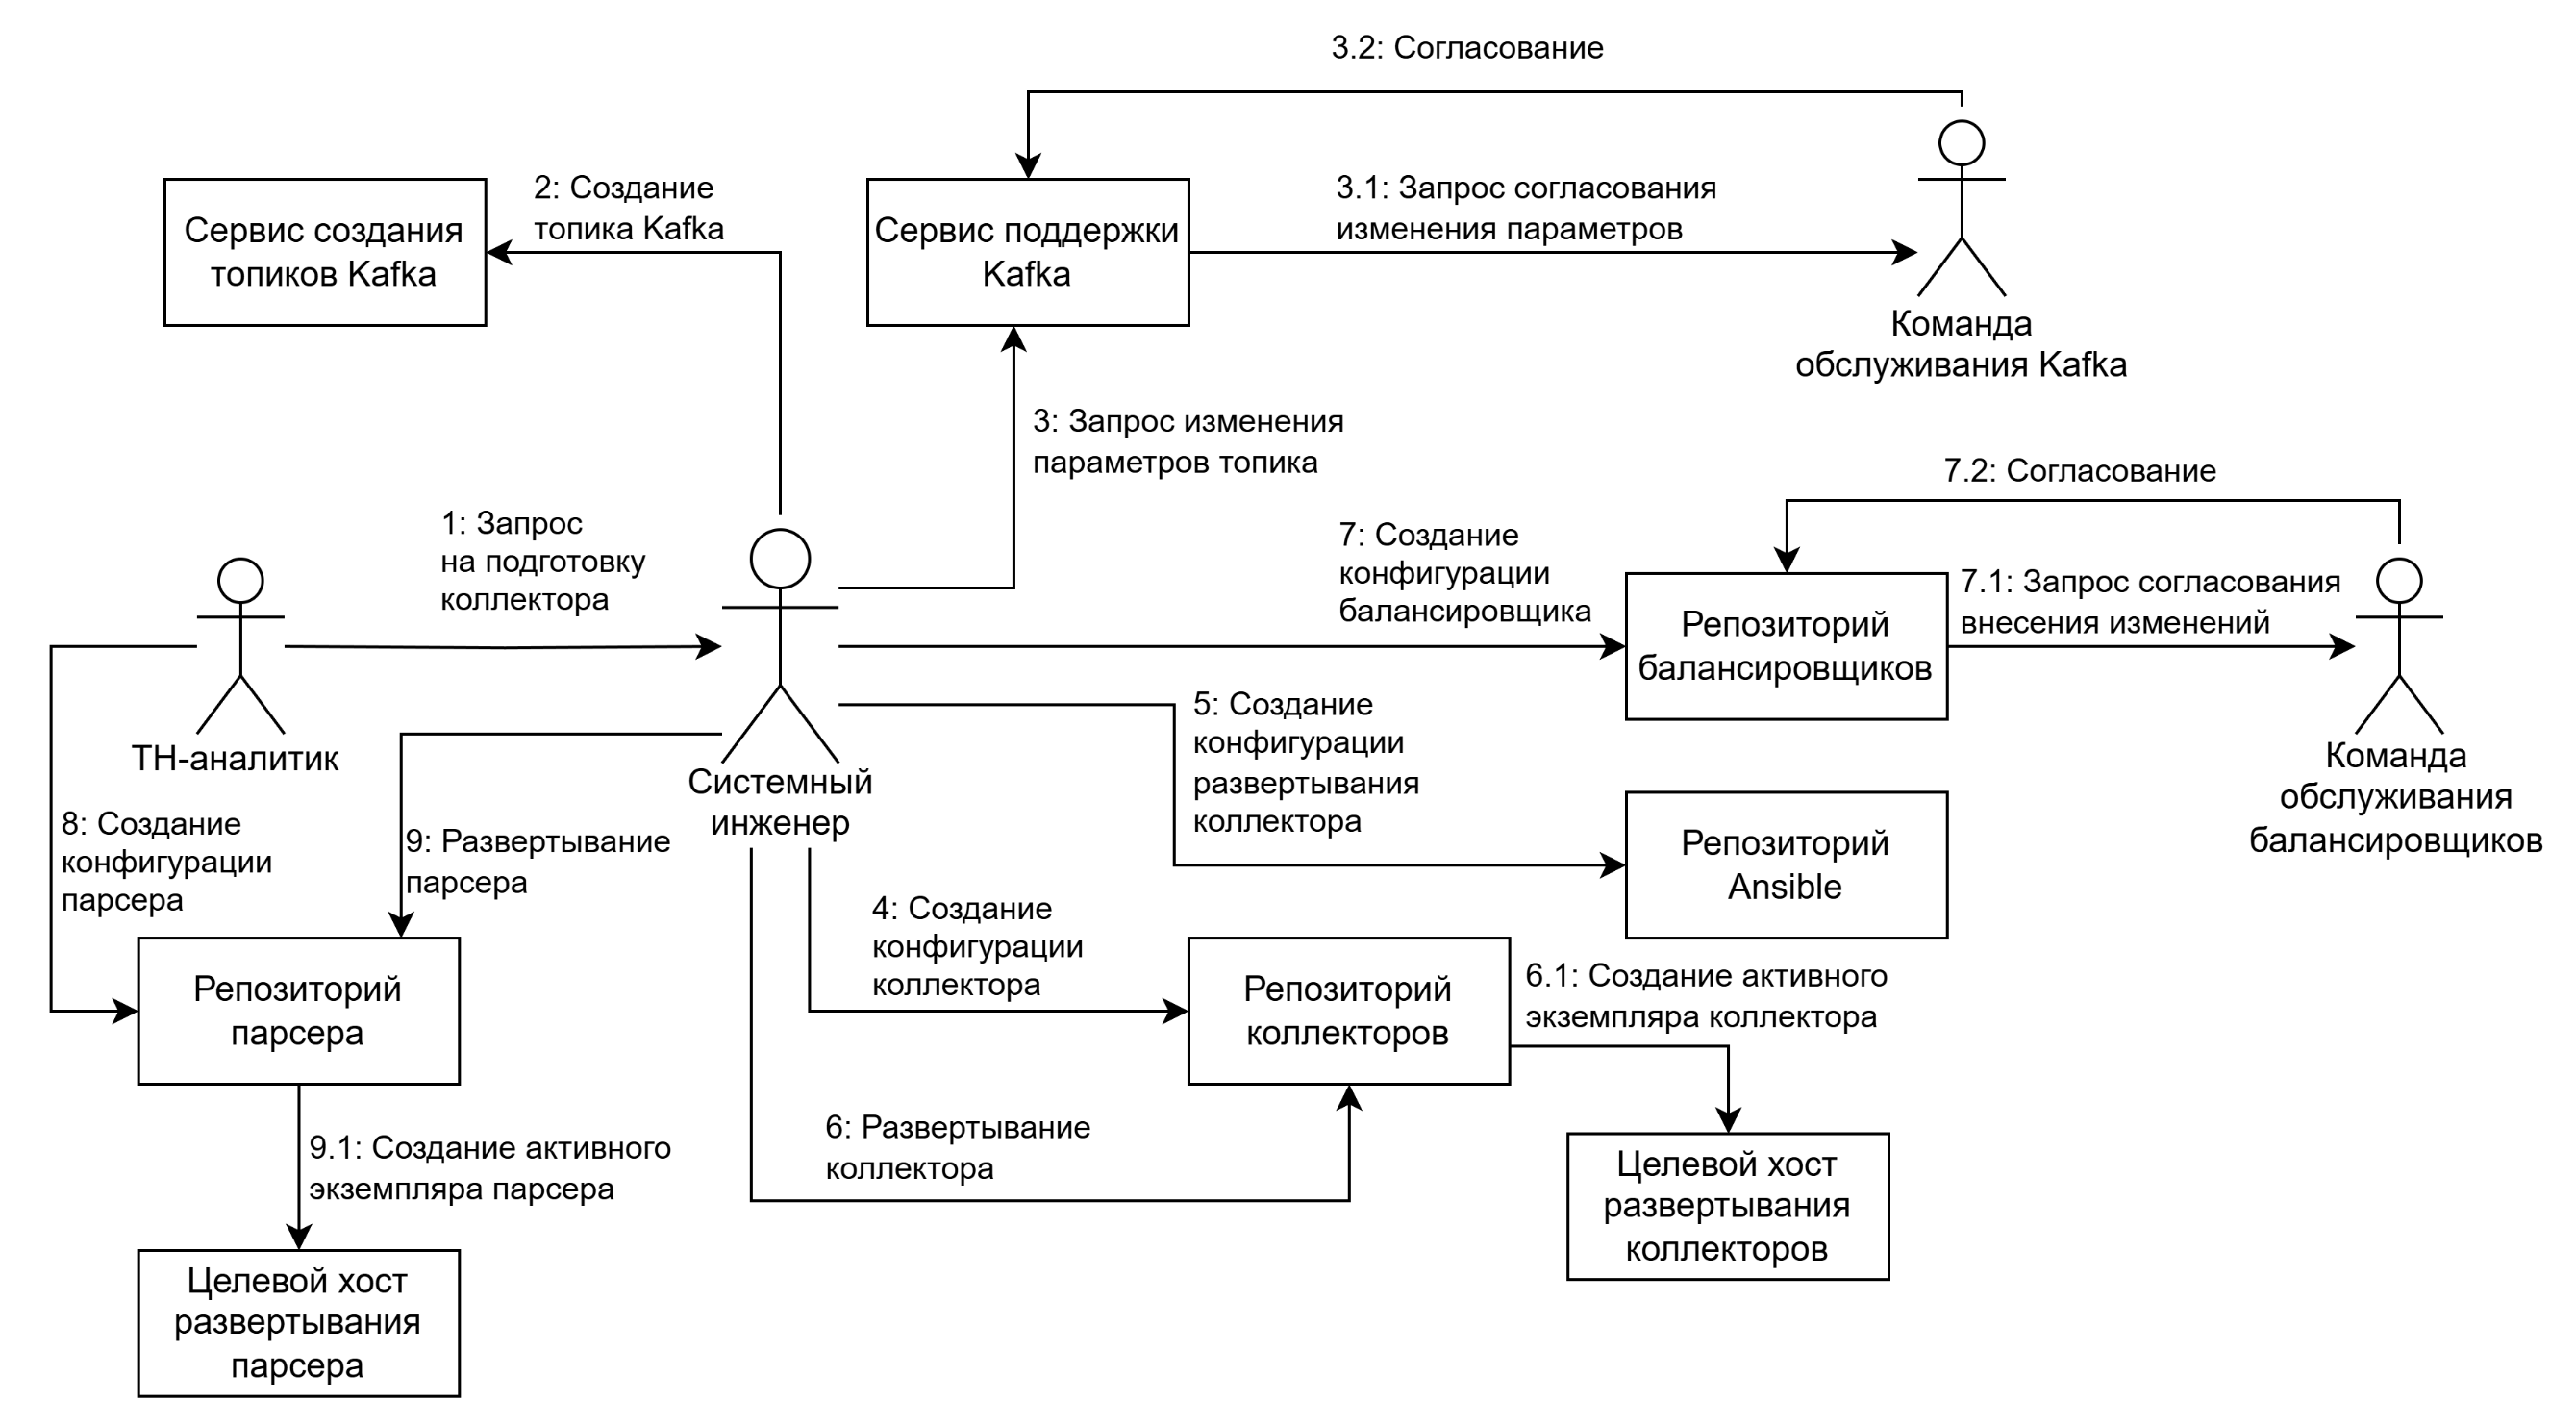 3.2: Согласование
2: Создание
топика Kafka
3.1: Запрос согласования
изменения параметров
Сервис создания
топиков Kafka
Сервис поддержки
Kafka
Команда
обслуживания Kafka
3: Запрос изменения
параметров топика
7.2: Согласование
1: Запрос
на подготовку
коллектора
7: Создание
конфигурации
балансировщика
7.1: Запрос согласования
внесения изменений
Репозиторий
балансировщиков
ТН-аналитик
Системный
инженер
5: Создание
конфигурации
развертывания
коллектора
Команда
обслуживания
балансировщиков
8: Создание
конфигурации
парсера
9: Развертывание
парсера
Репозиторий
Ansible
4: Создание
конфигурации
коллектора
Репозиторий
парсера
Репозиторий
коллекторов
6.1: Создание активного
экземпляра коллектора
9.1: Создание активного
экземпляра парсера
6: Развертывание
коллектора
Целевой хост
развертывания
коллекторов
Целевой хост
развертывания
парсера